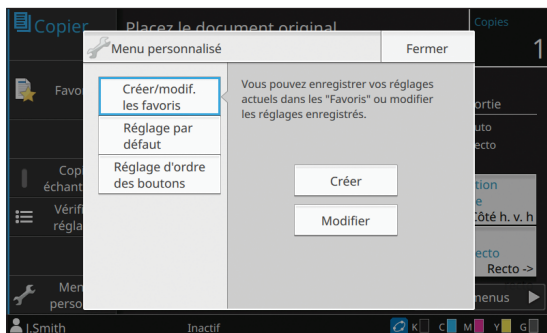 Copier
Placez le document original
Copies
Menu personnalisé
Fermer
1
Créer/modif.
les favoris
Réglage par
défaut
Réglage d'ordre
des boutons
Vous pouvez enregistrer vos réglages
actuels dans les "Favoris" ou modifier
les réglages enregistrés.
Créer
Modifier
Favo
Cop
échant
Vérifi
régla
Men
perso
ortie
uto
ecto
tion
e
Côté h. v. h
ecto
Recto ->
nenus
J.Smith
Inactif
K
C
M
Y
G